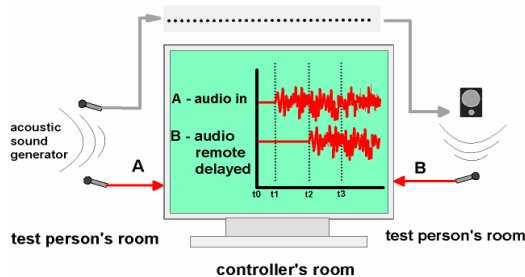 A - audio in
B - audio
remote
delayed
t0 t1 t2 t3
acoustic
sound
generator
A
B
test person's room
test person's room
controller's room